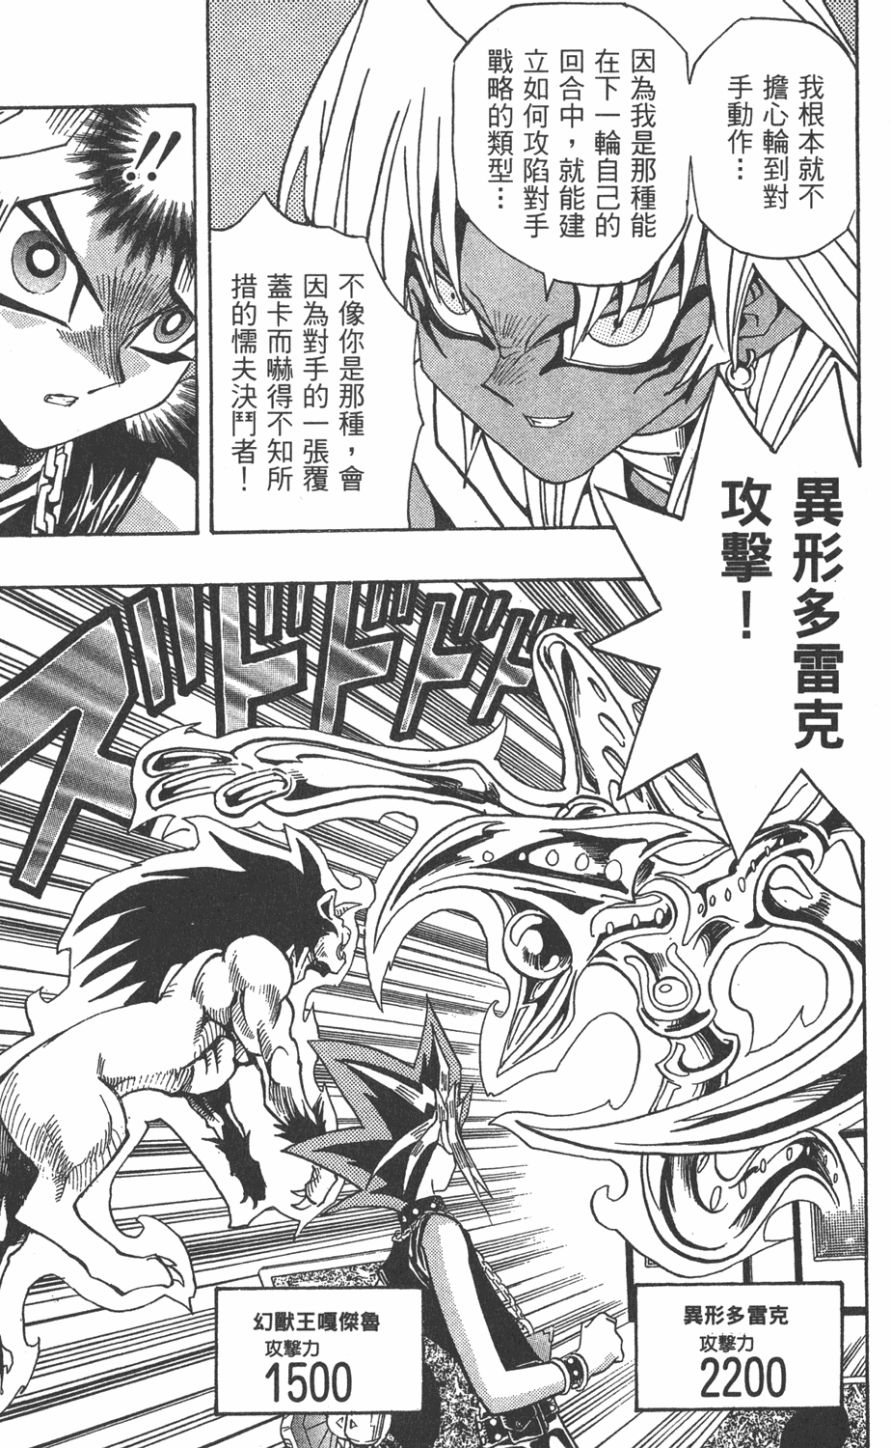 我根本就不
擔心輪到對
手動作…
因為我是那種能
在下一輪自己的
回合中，就能建
立如何攻陷對手
戰略的類型…
不像你是那種，會
因為對手的一張覆
蓋卡而嚇得不知所
措的懦夫決鬥者！
!!
異形多雷克
攻擊！
ドドドド
幻獸王嘎傑魯
攻擊力
1500
異形多雷克
攻擊力
2200